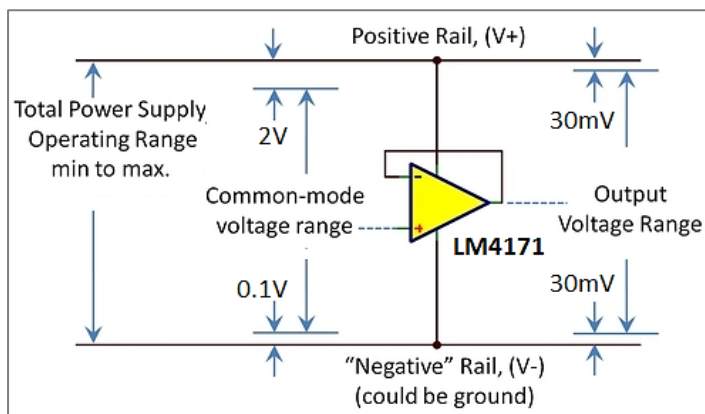 Positive Rail, (V+)
Total Power Supply
Operating Range
min to max.
2V
30mV
-
Common-mode
voltage range
+
Output
Voltage Range
LM4171
0.1V
30mV
“Negative” Rail, (V-)
(could be ground)